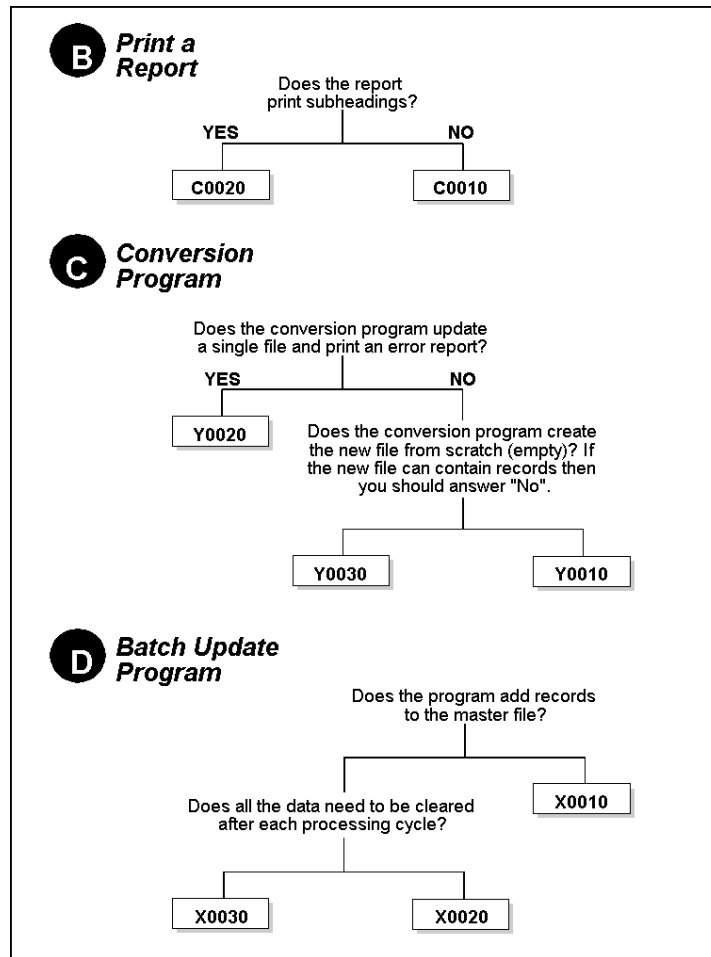 B
Print a
Report
Does the report
print subheadings?
YES
NO
C0020
C0010
C
Conversion
Program
Does the conversion program update
a single file and print an error report?
YES
NO
Y0020
Does the conversion program create
the new file from scratch (empty)? If
the new file can contain records then
you should answer "No".
Y0030
Y0010
D
Batch Update
Program
Does the program add records
to the master file?
X0010
Does all the data need to be cleared
after each processing cycle?
X0030
X0020